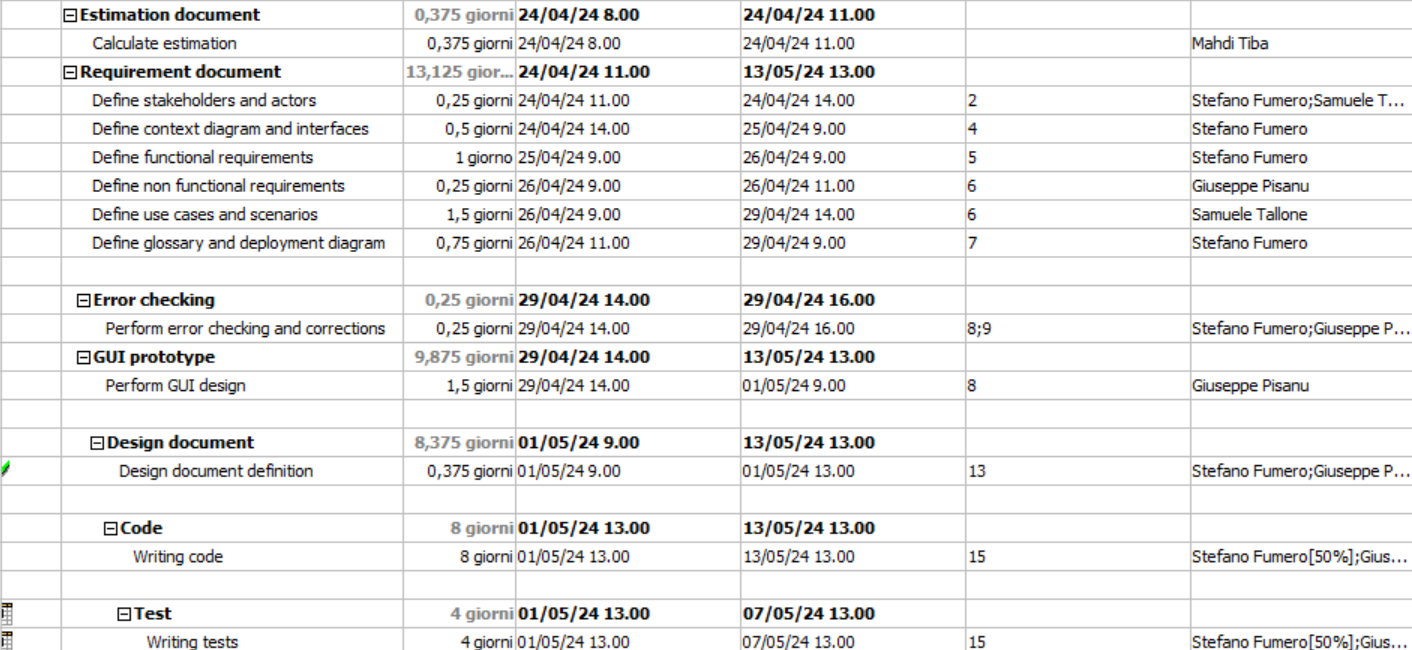 Estimation document 0,375 giorni 24/04/24 8.00 24/04/24 11.00
Calculate estimation 0,375 giorni 24/04/24 8.00 24/04/24 11.00 Mahdi Tiba
Requirement document 13,125 gior... 24/04/24 11.00 13/05/24 13.00
Define stakeholders and actors 0,25 giorni 24/04/24 11.00 24/04/24 14.00 2 Stefano Fumero;Samuele T...
Define context diagram and interfaces 0,5 giorni 24/04/24 14.00 25/04/24 9.00 4 Stefano Fumero
Define functional requirements 1 giorno 25/04/24 9.00 26/04/24 9.00 5 Stefano Fumero
Define non functional requirements 0,25 giorni 26/04/24 9.00 26/04/24 11.00 6 Giuseppe Pisanu
Define use cases and scenarios 1,5 giorni 26/04/24 9.00 29/04/24 14.00 6 Samuele Tallone
Define glossary and deployment diagram 0,75 giorni 26/04/24 11.00 29/04/24 9.00 7 Stefano Fumero
Error checking 0,25 giorni 29/04/24 14.00 29/04/24 16.00
Perform error checking and corrections 0,25 giorni 29/04/24 14.00 29/04/24 16.00 8;9 Stefano Fumero;Giuseppe P...
GUI prototype 9,875 giorni 29/04/24 14.00 13/05/24 13.00
Perform GUI design 1,5 giorni 29/04/24 14.00 01/05/24 9.00 8 Giuseppe Pisanu
Design document 8,375 giorni 01/05/24 9.00 13/05/24 13.00
Design document definition 0,375 giorni 01/05/24 9.00 01/05/24 13.00 13 Stefano Fumero;Giuseppe P...
Code 8 giorni 01/05/24 13.00 13/05/24 13.00
Writing code 8 giorni 01/05/24 13.00 13/05/24 13.00 15 Stefano Fumero[50%];Gius...
Test 4 giorni 01/05/24 13.00 07/05/24 13.00
Writing tests 4 giorni 01/05/24 13.00 07/05/24 13.00 15 Stefano Fumero[50%];Gius...